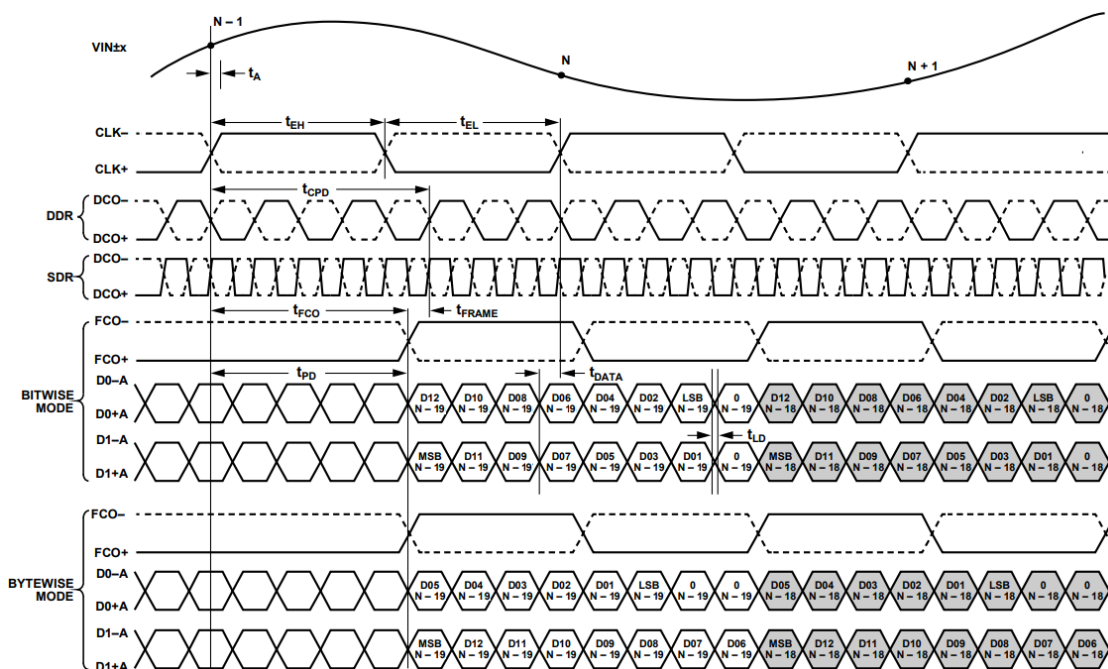 N – 1
VIN±x
N
N + 1
tA
tEH
tEL
CLK–
CLK+
tCPD
DDR
DCO–
DCO+
SDR
DCO–
DCO+
tFCO
tFRAME
FCO–
FCO+
tPD
tDATA
BITWISE
MODE
D0–A
D0+A
D12 D10 D08 D06 D04 D02 LSB 0 D12 D10 D08 D06 D04 D02 LSB 0
N – 19 N – 19 N – 19 N – 19 N – 19 N – 19 N – 19 N – 19 N – 18 N – 18 N – 18 N – 18 N – 18 N – 18 N – 18 N – 18
tLD
D1–A
D1+A
MSB D11 D09 D07 D05 D03 D01 0 MSB D11 D09 D07 D05 D03 D01 0
N – 19 N – 19 N – 19 N – 19 N – 19 N – 19 N – 19 N – 19 N – 18 N – 18 N – 18 N – 18 N – 18 N – 18 N – 18 N – 18
FCO–
FCO+
BYTEWISE
MODE
D0–A
D0+A
D05 D04 D03 D02 D01 LSB 0 0 D05 D04 D03 D02 D01 LSB 0 0
N – 19 N – 19 N – 19 N – 19 N – 19 N – 19 N – 19 N – 19 N – 18 N – 18 N – 18 N – 18 N – 18 N – 18 N – 18 N – 18
D1–A
D1+A
MSB D12 D11 D10 D09 D08 D07 D06 MSB D12 D11 D10 D09 D08 D07 D06
N – 19 N – 19 N – 19 N – 19 N – 19 N – 19 N – 19 N – 19 N – 18 N – 18 N – 18 N – 18 N – 18 N – 18 N – 18 N – 18